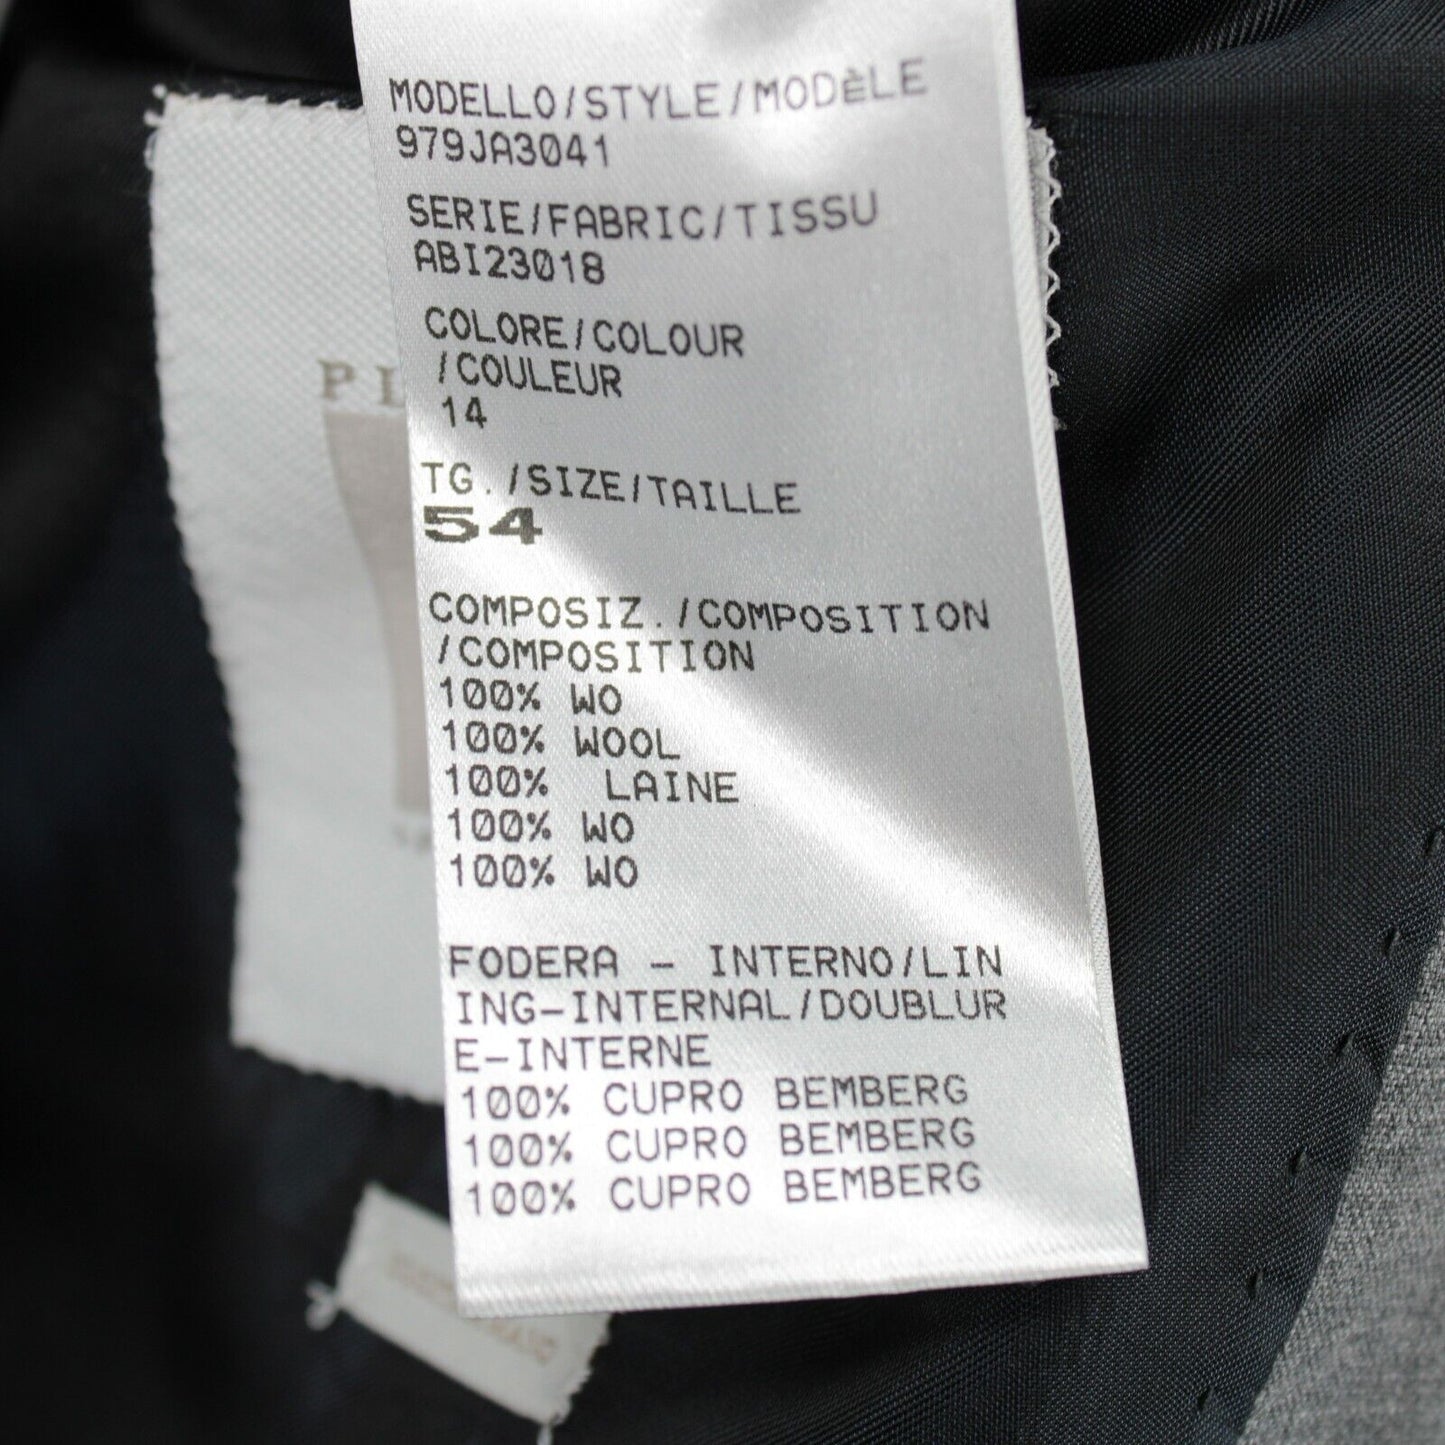 MODELLO/STYLE/MODÈLE
979JA3041
SERIE/FABRIC/TISSU
ABI23018
COLORE/COLOUR
/COULEUR
14
TG./SIZE/TAILLE
54
COMPOSIZ./COMPOSITION
/COMPOSITION
100% WO
100% WOOL
100% LAINE
100% WO
100% WO
FODERA - INTERNO/LIN
ING-INTERNAL/DOUBLUR
E-INTERNE
100% CUPRO BEMBERG
100% CUPRO BEMBERG
100% CUPRO BEMBERG